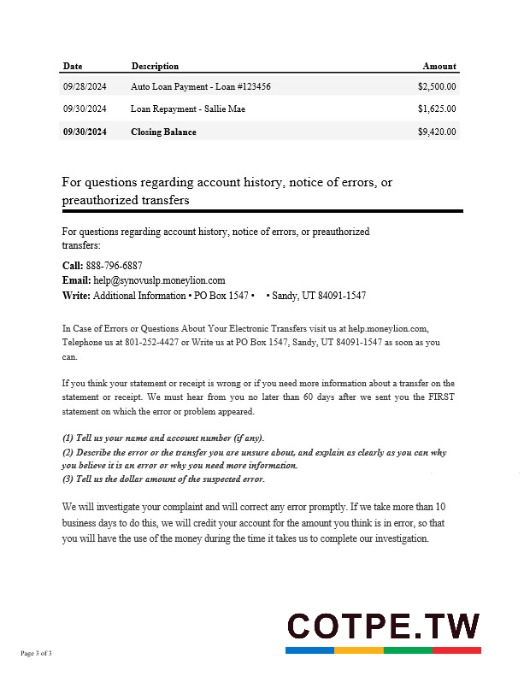 Date Description Amount
09/28/2024 Auto Loan Payment - Loan #123456 $2,500.00
09/30/2024 Loan Repayment - Sallie Mae $1,625.00
09/30/2024 Closing Balance $9,420.00
For questions regarding account history, notice of errors, or
preauthorized transfers
For questions regarding account history, notice of errors, or preauthorized
transfers:
Call: 888-796-6887
Email: help@synovuslp.moneylion.com
Write: Additional Information • PO Box 1547 • • Sandy, UT 84091-1547
In Case of Errors or Questions About Your Electronic Transfers visit us at help.moneylion.com,
Telephone us at 801-252-4427 or Write us at PO Box 1547, Sandy, UT 84091-1547 as soon as you
can.
If you think your statement or receipt is wrong or if you need more information about a transfer on the
statement or receipt. We must hear from you no later than 60 days after we sent you the FIRST
statement on which the error or problem appeared.
(1) Tell us your name and account number (if any).
(2) Describe the error or the transfer you are unsure about, and explain as clearly as you can why
you believe it is an error or why you need more information.
(3) Tell us the dollar amount of the suspected error.
We will investigate your complaint and will correct any error promptly. If we take more than 10
business days to do this, we will credit your account for the amount you think is in error, so that
you will have the use of the money during the time it takes us to complete our investigation.
COTPE.TW
Page 3 of 3